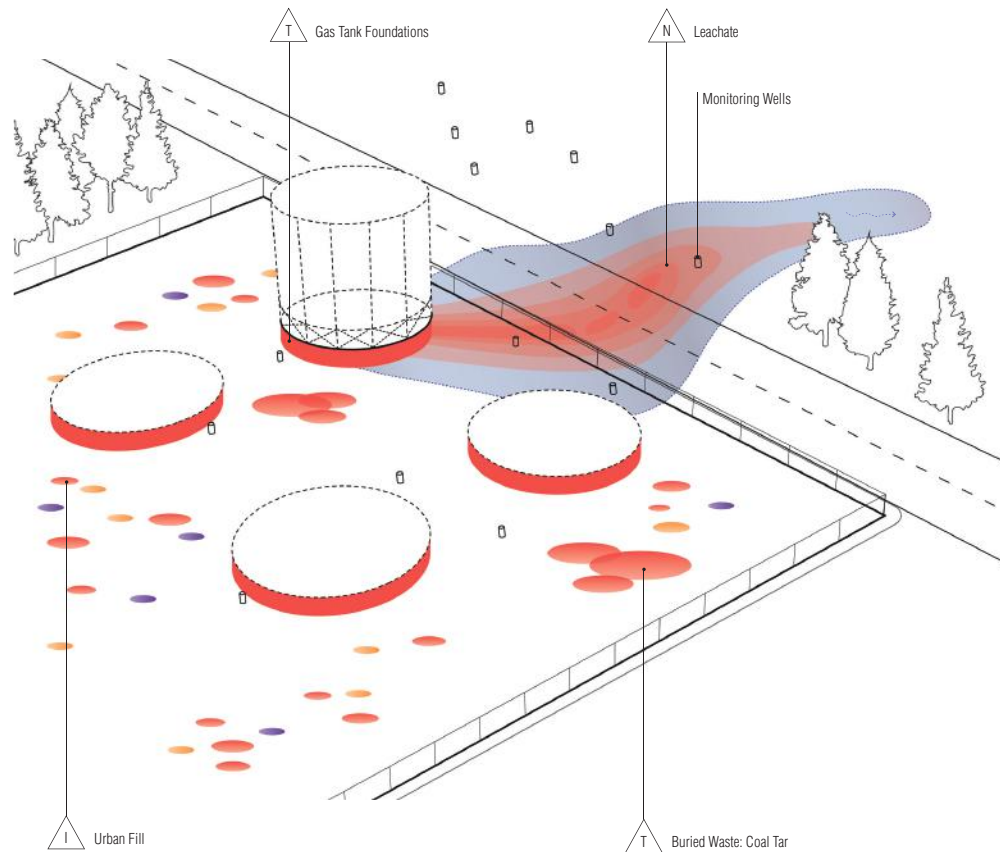 T Gas Tank Foundations
N Leachate
Monitoring Wells
I Urban Fill
T Buried Waste: Coal Tar